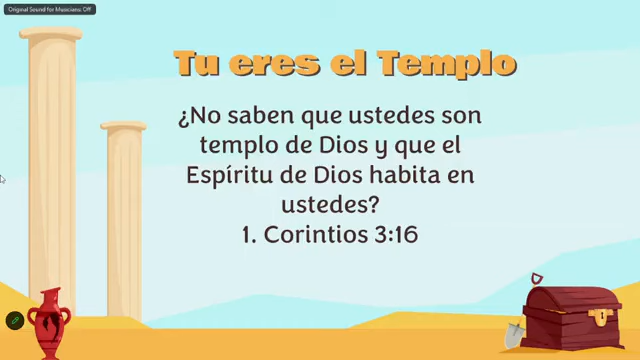 Original Sound for Musicians: Off
Tu eres el Templo
¿No saben que ustedes son
templo de Dios y que el
Espíritu de Dios habita en
ustedes?
1. Corintios 3:16